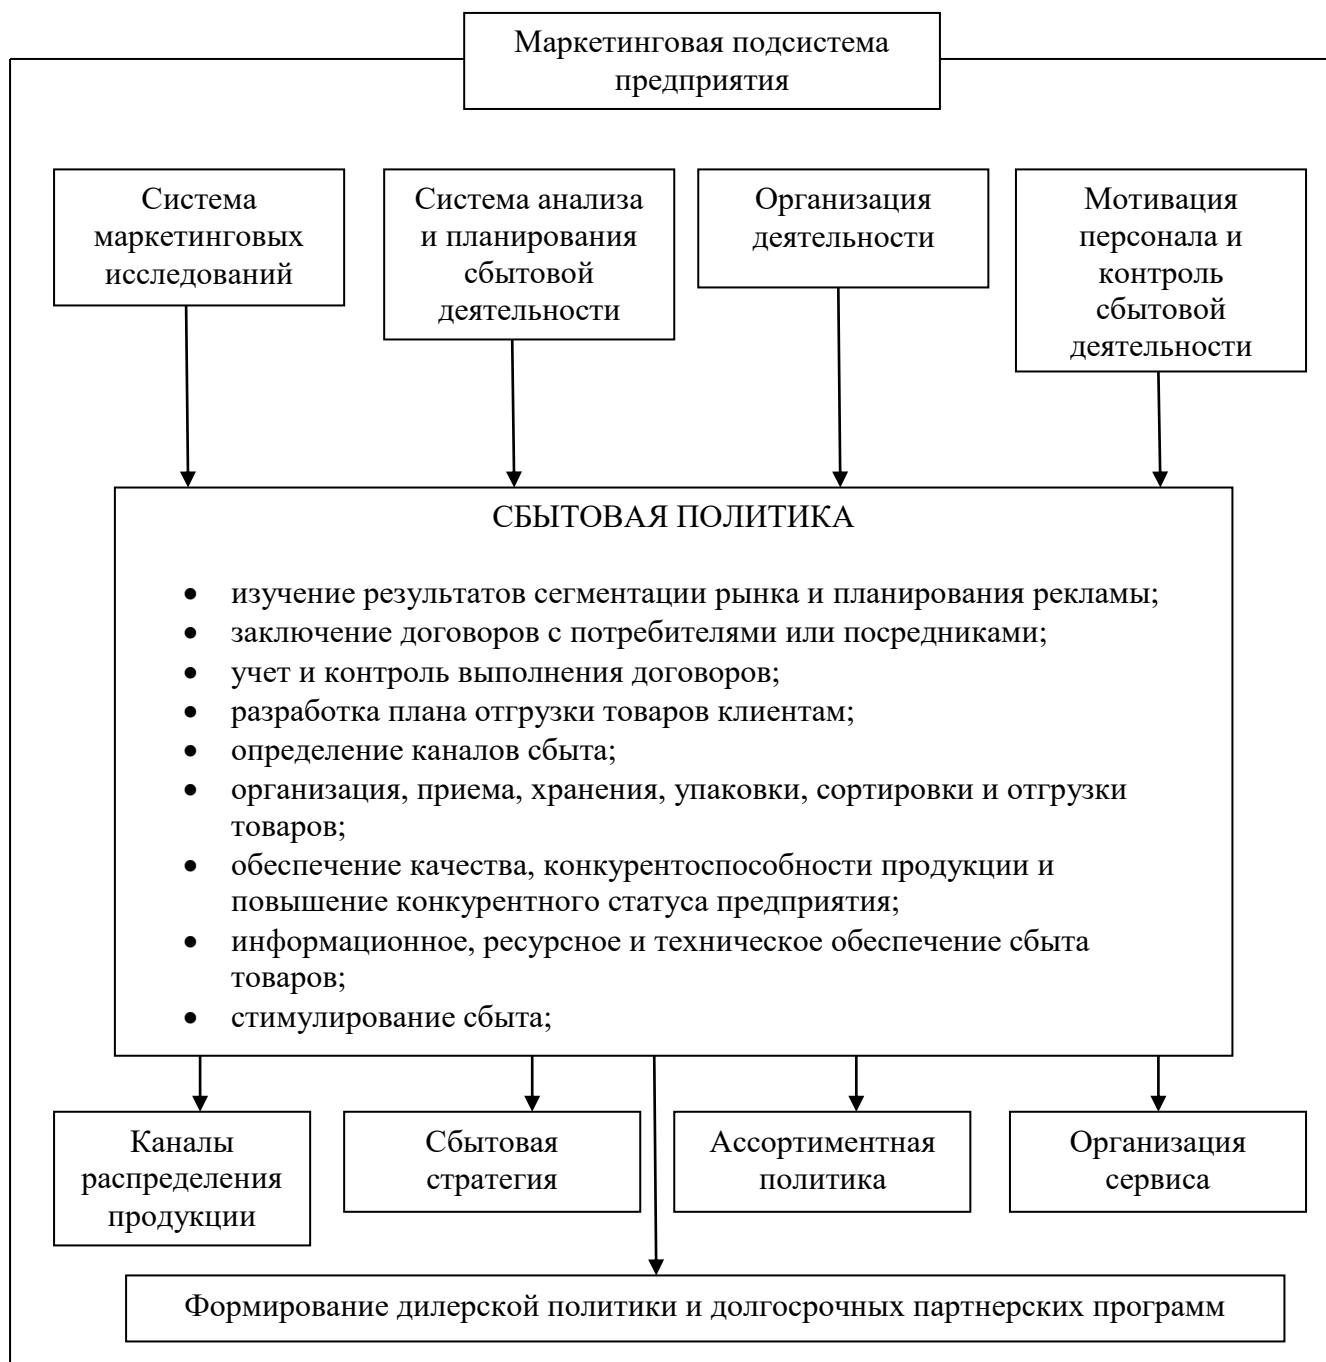 Маркетинговая подсистема
предприятия
Система
маркетинговых
исследований
Система анализа
и планирования
сбытовой
деятельности
Организация
деятельности
Мотивация
персонала и
контроль
сбытовой
деятельности
СБЫТОВАЯ ПОЛИТИКА
• изучение результатов сегментации рынка и планирования рекламы;
• заключение договоров с потребителями или посредниками;
• учет и контроль выполнения договоров;
• разработка плана отгрузки товаров клиентам;
• определение каналов сбыта;
• организация, приема, хранения, упаковки, сортировки и отгрузки
товаров;
• обеспечение качества, конкурентоспособности продукции и
повышение конкурентного статуса предприятия;
• информационное, ресурсное и техническое обеспечение сбыта
товаров;
• стимулирование сбыта;
Каналы
распределения
продукции
Сбытовая
стратегия
Ассортиментная
политика
Организация
сервиса
Формирование дилерской политики и долгосрочных партнерских программ